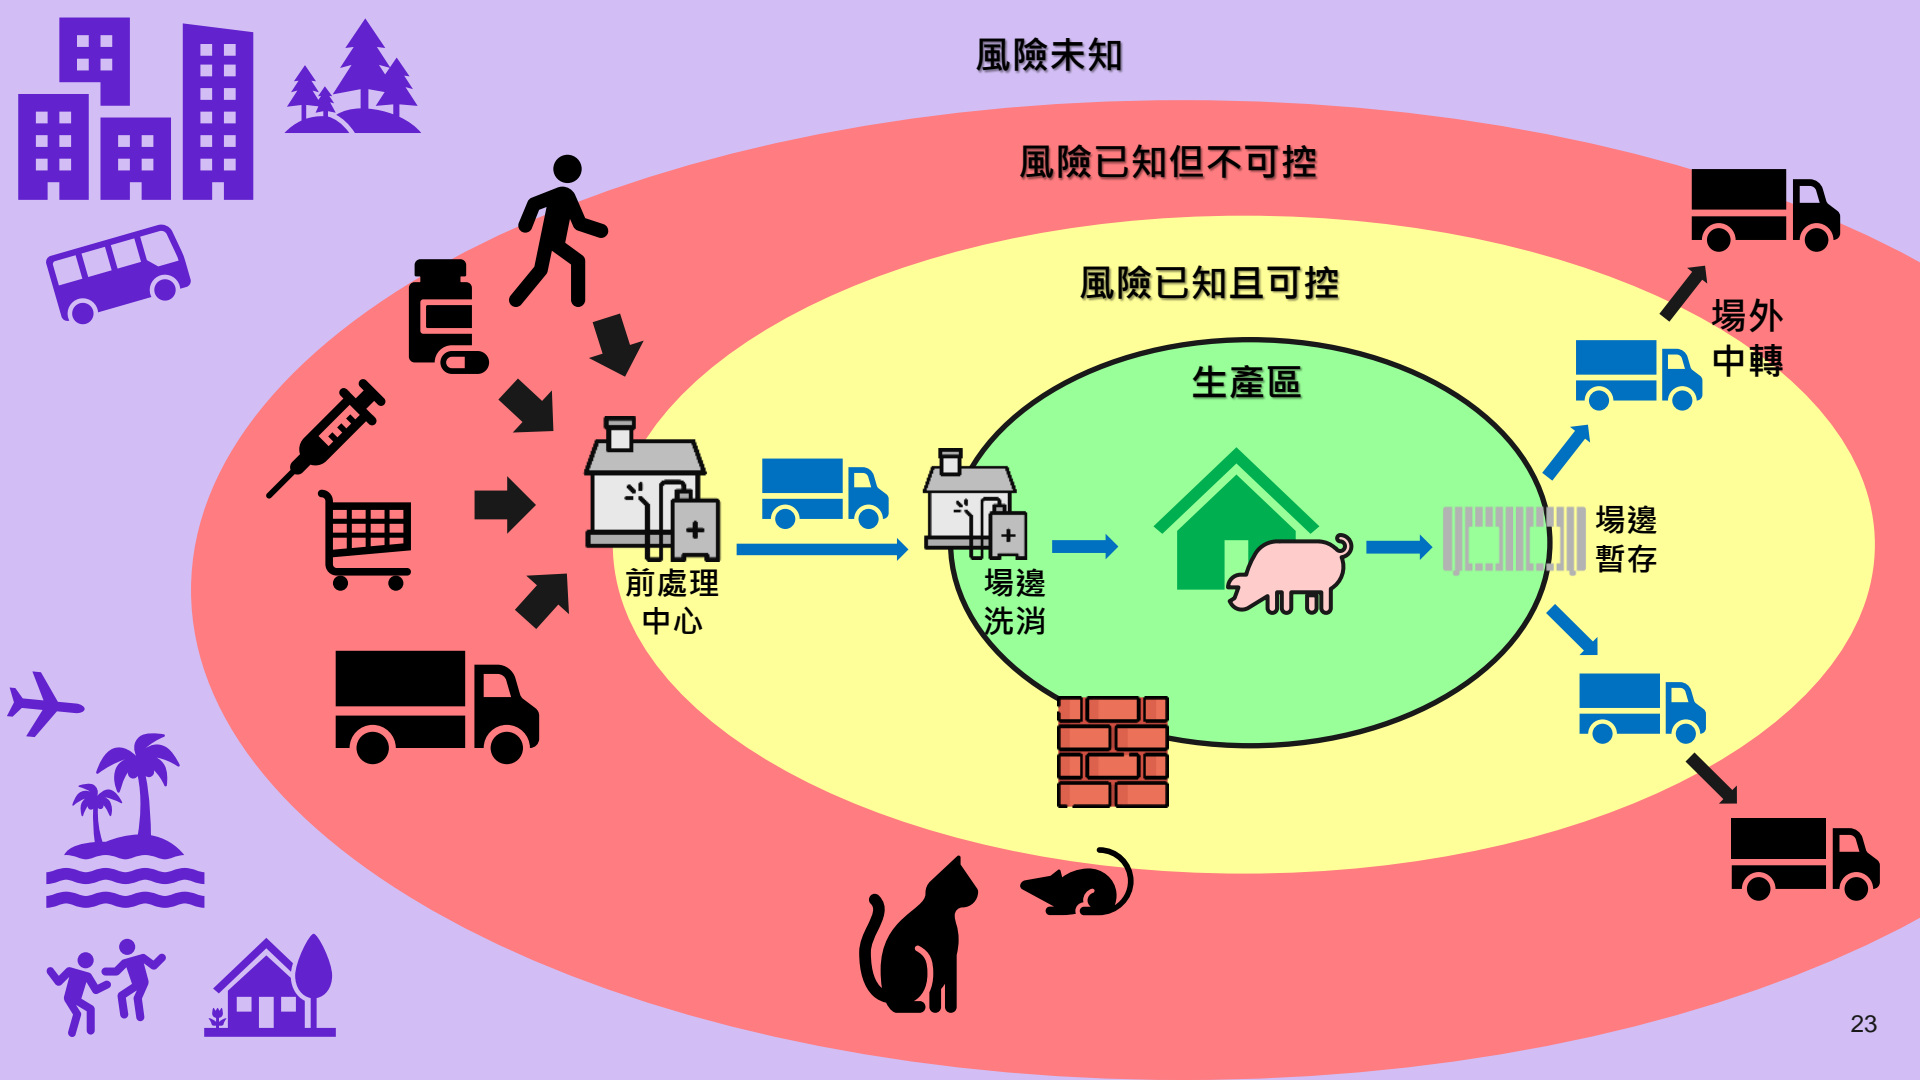 風險未知
風險已知但不可控
風險已知且可控
生產區
場外
中轉
場邊
暫存
前處理
中心
場邊
洗消
23